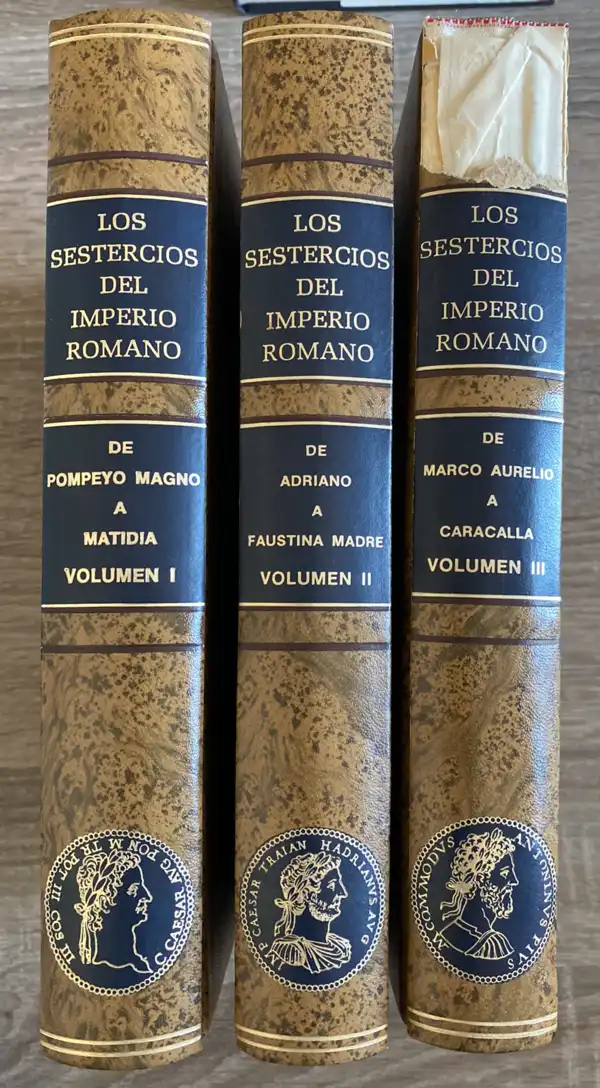 LOS
SESTERCIOS
DEL
IMPERIO
ROMANO
DE
POMPEYO MAGNO
A
MATIDIA
VOLUMEN I
C CAESAR AVG PON M TR POT III COS III
LOS
SESTERCIOS
DEL
IMPERIO
ROMANO
DE
ADRIANO
A
FAUSTINA MADRE
VOLUMEN II
IMP CAESAR TRAIAN HADRIANVS AVG
LOS
SESTERCIOS
DEL
IMPERIO
ROMANO
DE
MARCO AURELIO
A
CARACALLA
VOLUMEN III
M COMMODVS ANTONINVS PIVS